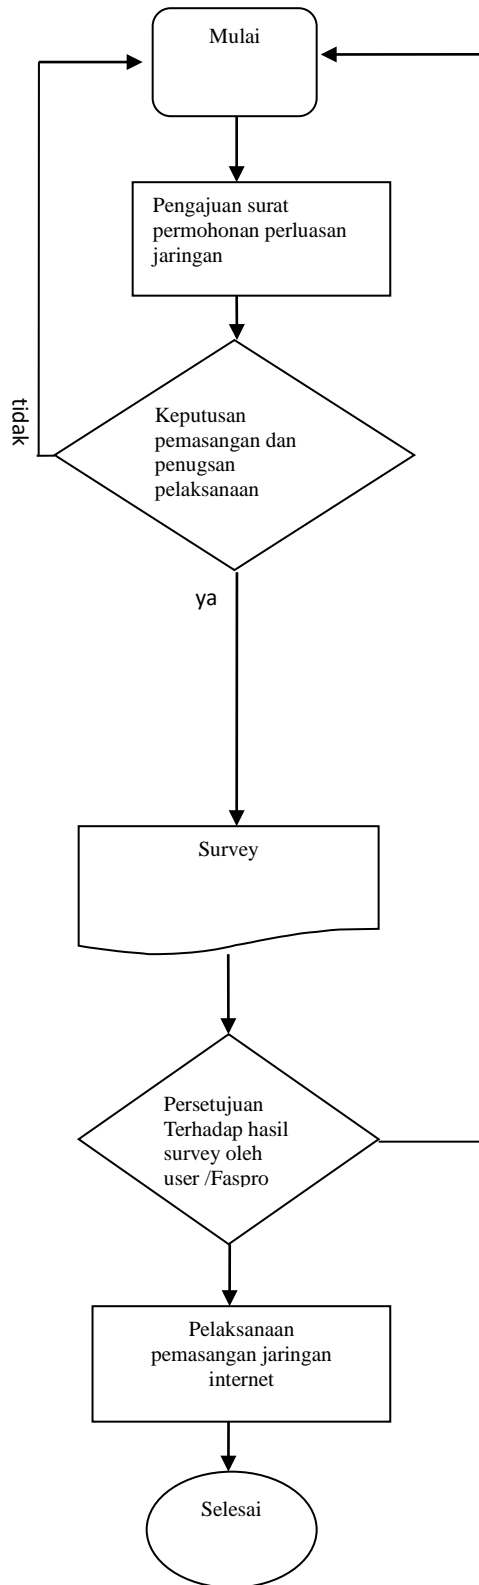 Mulai
Pengajuan surat
permohonan perluasan
jaringan
Keputusan
pemasangan dan
penugsan
pelaksanaan
tidak
ya
Survey
Persetujuan
Terhadap hasil
survey oleh
user /Faspro
Pelaksanaan
pemasangan jaringan
internet
Selesai